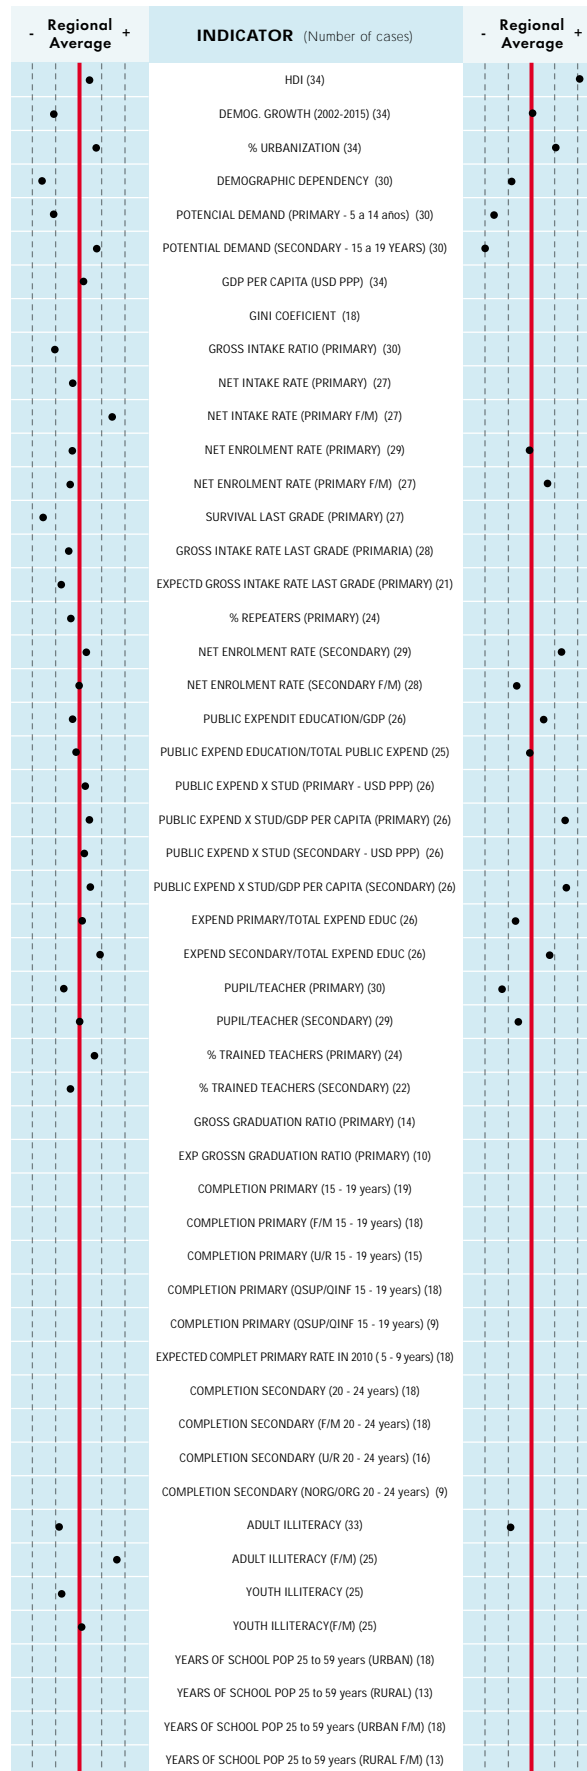 - Regional Average +
INDICATOR (Number of cases)
- Regional Average +
HDI (34)
DEMOG. GROWTH (2002-2015) (34)
% URBANIZATION (34)
DEMOGRAPHIC DEPENDENCY (30)
POTENCIAL DEMAND (PRIMARY - 5 a 14 años) (30)
POTENTIAL DEMAND (SECONDARY - 15 a 19 YEARS) (30)
GDP PER CAPITA (USD PPP) (34)
GINI COEFICIENT (18)
GROSS INTAKE RATIO (PRIMARY) (30)
NET INTAKE RATE (PRIMARY) (27)
NET INTAKE RATE (PRIMARY F/M) (27)
NET ENROLMENT RATE (PRIMARY) (29)
NET ENROLMENT RATE (PRIMARY F/M) (27)
SURVIVAL LAST GRADE (PRIMARY) (27)
GROSS INTAKE RATE LAST GRADE (PRIMARIA) (28)
EXPECTD GROSS INTAKE RATE LAST GRADE (PRIMARY) (21)
% REPEATERS (PRIMARY) (24)
NET ENROLMENT RATE (SECONDARY) (29)
NET ENROLMENT RATE (SECONDARY F/M) (28)
PUBLIC EXPENDIT EDUCATION/GDP (26)
PUBLIC EXPEND EDUCATION/TOTAL PUBLIC EXPEND (25)
PUBLIC EXPEND X STUD (PRIMARY - USD PPP) (26)
PUBLIC EXPEND X STUD/GDP PER CAPITA (PRIMARY) (26)
PUBLIC EXPEND X STUD (SECONDARY - USD PPP) (26)
PUBLIC EXPEND X STUD/GDP PER CAPITA (SECONDARY) (26)
EXPEND PRIMARY/TOTAL EXPEND EDUC (26)
EXPEND SECONDARY/TOTAL EXPEND EDUC (26)
PUPIL/TEACHER (PRIMARY) (30)
PUPIL/TEACHER (SECONDARY) (29)
% TRAINED TEACHERS (PRIMARY) (24)
% TRAINED TEACHERS (SECONDARY) (22)
GROSS GRADUATION RATIO (PRIMARY) (14)
EXP GROSSN GRADUATION RATIO (PRIMARY) (10)
COMPLETION PRIMARY (15 - 19 years) (19)
COMPLETION PRIMARY (F/M 15 - 19 years) (18)
COMPLETION PRIMARY (U/R 15 - 19 years) (15)
COMPLETION PRIMARY (QSUP/QINF 15 - 19 years) (18)
COMPLETION PRIMARY (QSUP/QINF 15 - 19 years) (9)
EXPECTED COMPLET PRIMARY RATE IN 2010 ( 5 - 9 years) (18)
COMPLETION SECONDARY (20 - 24 years) (18)
COMPLETION SECONDARY (F/M 20 - 24 years) (18)
COMPLETION SECONDARY (U/R 20 - 24 years) (16)
COMPLETION SECONDARY (NORG/ORG 20 - 24 years) (9)
ADULT ILLITERACY (33)
ADULT ILLITERACY (F/M) (25)
YOUTH ILLITERACY (25)
YOUTH ILLITERACY(F/M) (25)
YEARS OF SCHOOL POP 25 to 59 years (URBAN) (18)
YEARS OF SCHOOL POP 25 to 59 years (RURAL) (13)
YEARS OF SCHOOL POP 25 to 59 years (URBAN F/M) (18)
YEARS OF SCHOOL POP 25 to 59 years (RURAL F/M) (13)